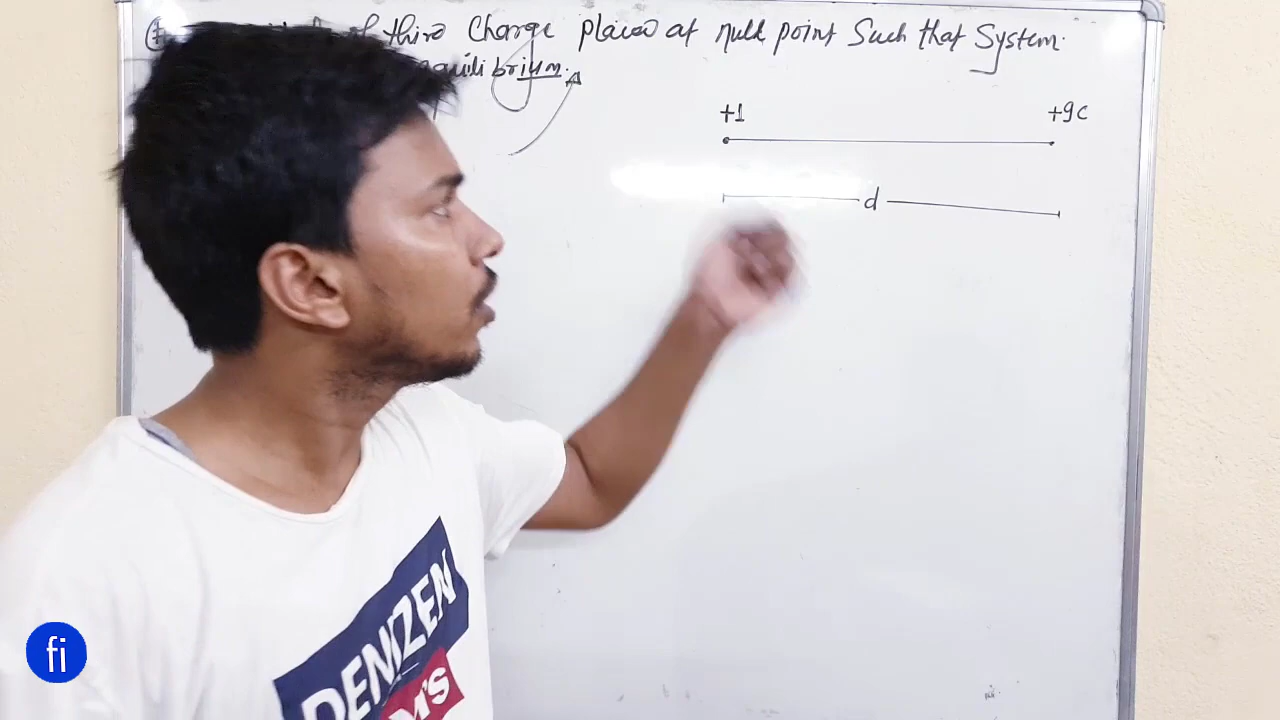 of third Charge placed at null point Such that System
equilibrium.
+1
+9c
d
DENIZEN
M'S
fi